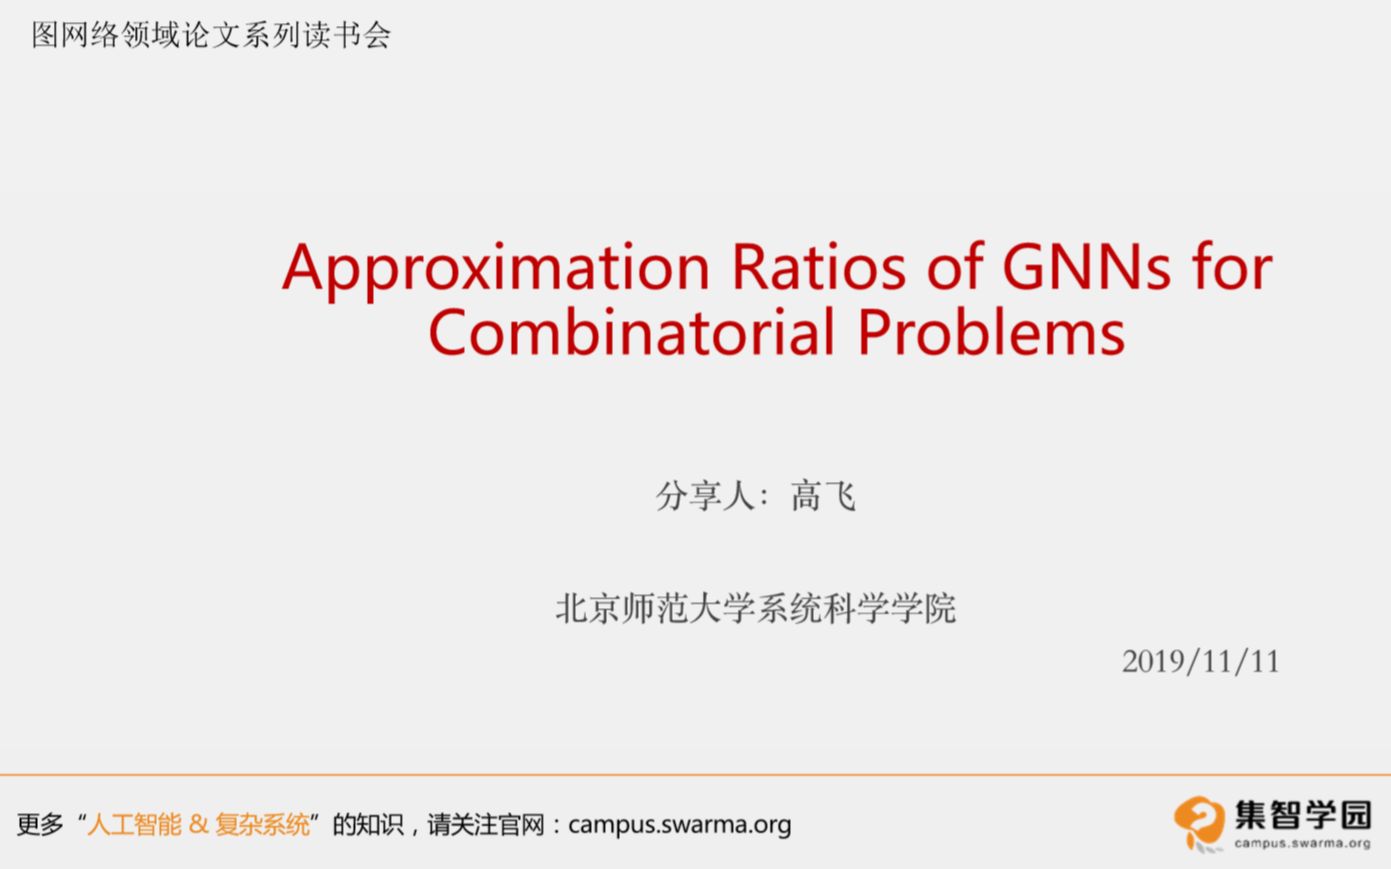 图网络领域论文系列读书会
Approximation Ratios of GNNs for
Combinatorial Problems
分享人：高飞
北京师范大学系统科学学院
2019/11/11
更多“人工智能 & 复杂系统”的知识，请关注官网：campus.swarma.org
集智学园
campus.swarma.org